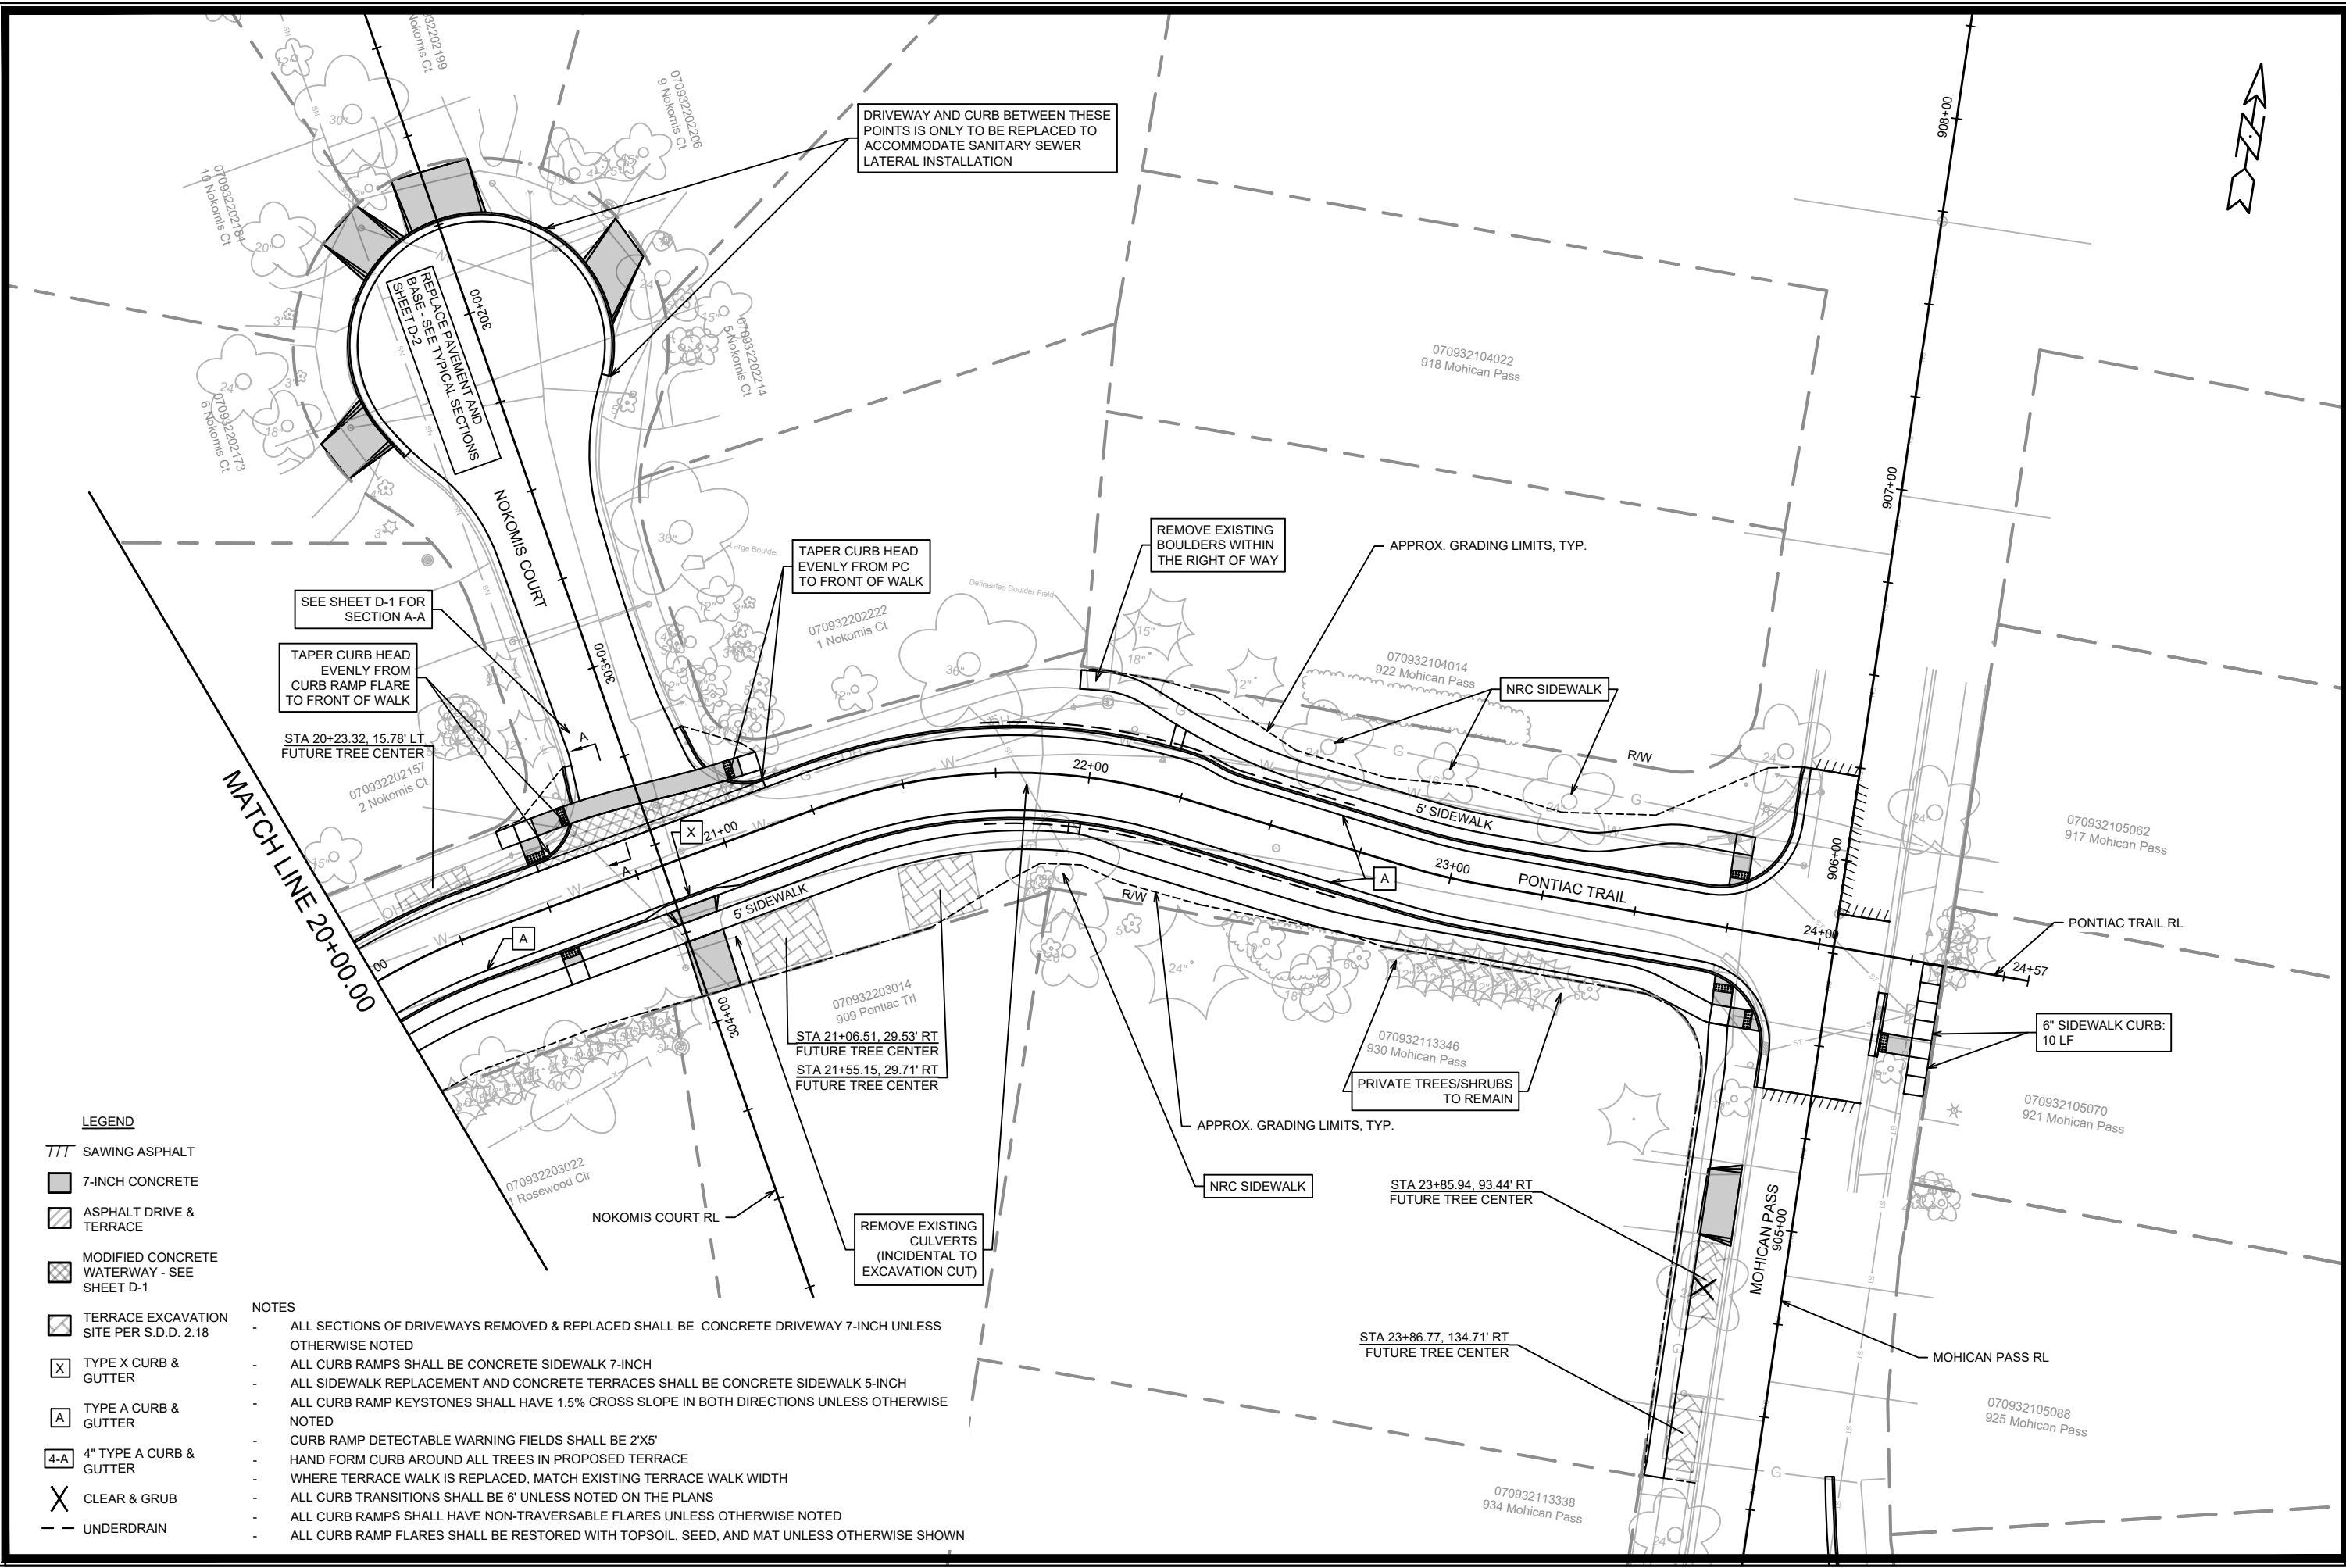 070932202199
Nokomis Ct
070932202206
9 Nokomis Ct
070932202181
10 Nokomis Ct
070932202214
5 Nokomis Ct
070932202173
6 Nokomis Ct
DRIVEWAY AND CURB BETWEEN THESE
POINTS IS ONLY TO BE REPLACED TO
ACCOMMODATE SANITARY SEWER
LATERAL INSTALLATION
REPLACE PAVEMENT AND
BASE - SEE TYPICAL SECTIONS
SHEET D-2
302+00
NOKOMIS COURT
303+00
908+00
907+00
906+00
070932104022
918 Mohican Pass
TAPER CURB HEAD
EVENLY FROM PC
TO FRONT OF WALK
Large Boulder
REMOVE EXISTING
BOULDERS WITHIN
THE RIGHT OF WAY
APPROX. GRADING LIMITS, TYP.
Delineates Boulder Field
SEE SHEET D-1 FOR
SECTION A-A
TAPER CURB HEAD
EVENLY FROM
CURB RAMP FLARE
TO FRONT OF WALK
STA 20+23.32, 15.78' LT
FUTURE TREE CENTER
070932202222
1 Nokomis Ct
070932104014
922 Mohican Pass
NRC SIDEWALK
R/W
070932202157
2 Nokomis Ct
MATCH LINE 20+00.00
A
A
X
21+00
22+00
5' SIDEWALK
23+00
PONTIAC TRAIL
A
24+00
24+57
PONTIAC TRAIL RL
070932105062
917 Mohican Pass
A
5' SIDEWALK
R/W
304+00
070932203014
909 Pontiac Trl
STA 21+06.51, 29.53' RT
FUTURE TREE CENTER
STA 21+55.15, 29.71' RT
FUTURE TREE CENTER
070932113346
930 Mohican Pass
PRIVATE TREES/SHRUBS
TO REMAIN
6" SIDEWALK CURB:
10 LF
070932105070
921 Mohican Pass
APPROX. GRADING LIMITS, TYP.
NRC SIDEWALK
070932203022
1 Rosewood Cir
NOKOMIS COURT RL
REMOVE EXISTING
CULVERTS
(INCIDENTAL TO
EXCAVATION CUT)
STA 23+85.94, 93.44' RT
FUTURE TREE CENTER
MOHICAN PASS
905+00
STA 23+86.77, 134.71' RT
FUTURE TREE CENTER
MOHICAN PASS RL
070932105088
925 Mohican Pass
070932113338
934 Mohican Pass
LEGEND
SAWING ASPHALT
7-INCH CONCRETE
ASPHALT DRIVE &
TERRACE
MODIFIED CONCRETE
WATERWAY - SEE
SHEET D-1
TERRACE EXCAVATION
SITE PER S.D.D. 2.18
X TYPE X CURB &
GUTTER
A TYPE A CURB &
GUTTER
4-A 4" TYPE A CURB &
GUTTER
CLEAR & GRUB
UNDERDRAIN
NOTES
- ALL SECTIONS OF DRIVEWAYS REMOVED & REPLACED SHALL BE CONCRETE DRIVEWAY 7-INCH UNLESS
OTHERWISE NOTED
- ALL CURB RAMPS SHALL BE CONCRETE SIDEWALK 7-INCH
- ALL SIDEWALK REPLACEMENT AND CONCRETE TERRACES SHALL BE CONCRETE SIDEWALK 5-INCH
- ALL CURB RAMP KEYSTONES SHALL HAVE 1.5% CROSS SLOPE IN BOTH DIRECTIONS UNLESS OTHERWISE
NOTED
- CURB RAMP DETECTABLE WARNING FIELDS SHALL BE 2'X5'
- HAND FORM CURB AROUND ALL TREES IN PROPOSED TERRACE
- WHERE TERRACE WALK IS REPLACED, MATCH EXISTING TERRACE WALK WIDTH
- ALL CURB TRANSITIONS SHALL BE 6' UNLESS NOTED ON THE PLANS
- ALL CURB RAMPS SHALL HAVE NON-TRAVERSABLE FLARES UNLESS OTHERWISE NOTED
- ALL CURB RAMP FLARES SHALL BE RESTORED WITH TOPSOIL, SEED, AND MAT UNLESS OTHERWISE SHOWN